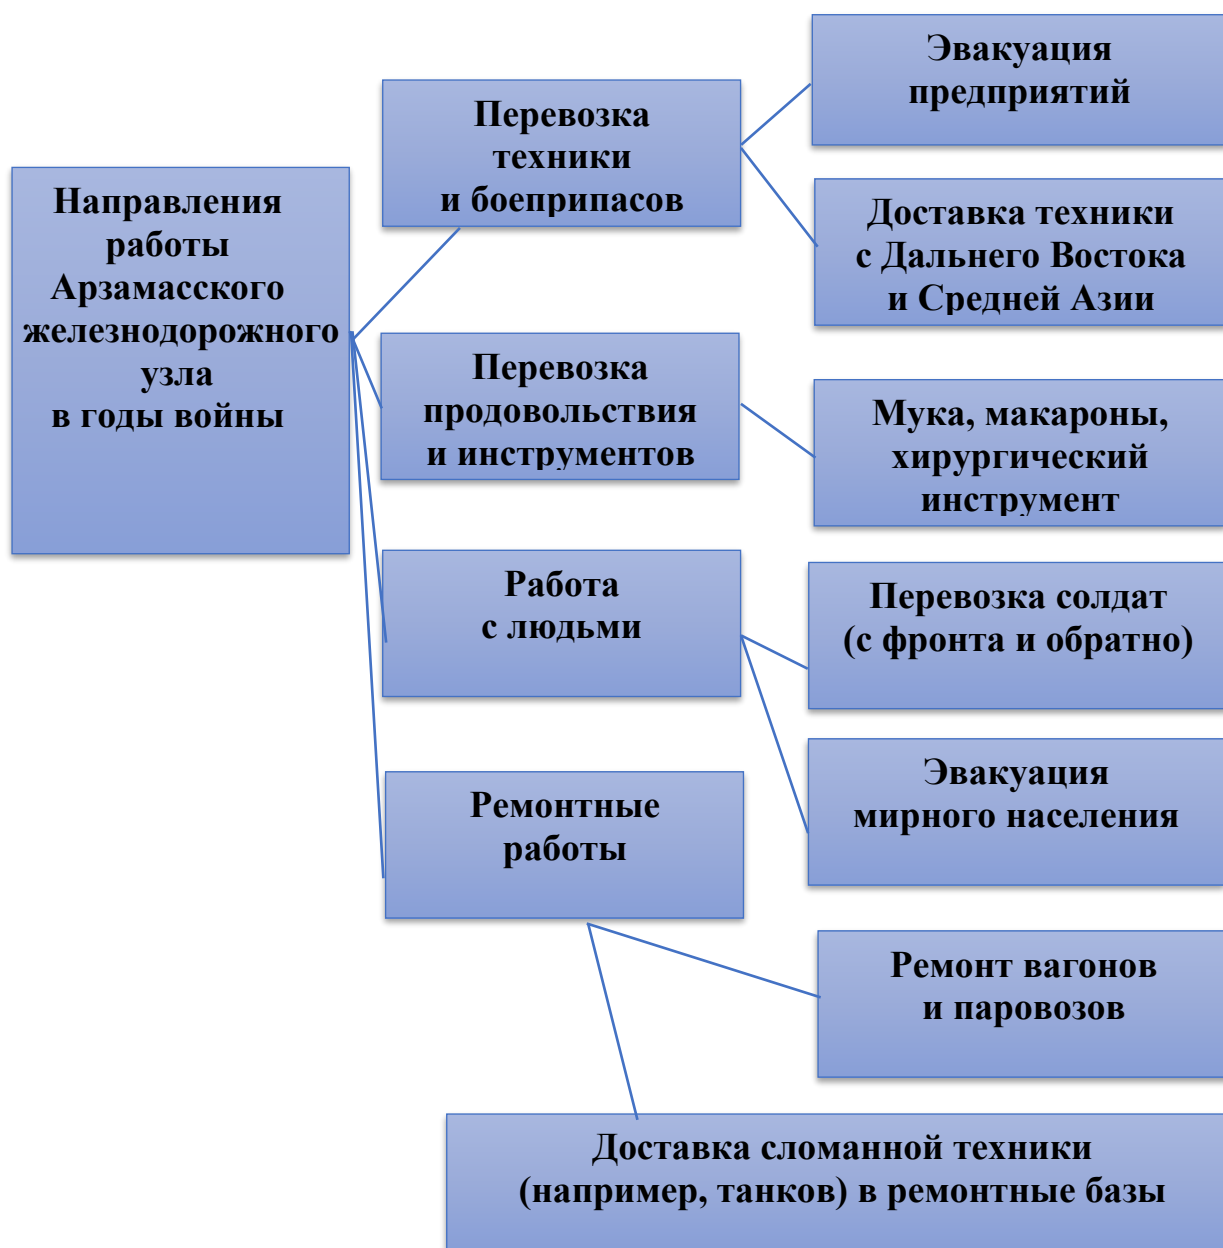 Направления
работы
Арзамасского
железнодорожного
узла
в годы войны
Перевозка
техники
и боеприпасов
Эвакуация
предприятий
Доставка техники
с Дальнего Востока
и Средней Азии
Перевозка
продовольствия
и инструментов
Мука, макароны,
хирургический
инструмент
Работа
с людьми
Перевозка солдат
(с фронта и обратно)
Эвакуация
мирного населения
Ремонтные
работы
Ремонт вагонов
и паровозов
Доставка сломанной техники
(например, танков) в ремонтные базы